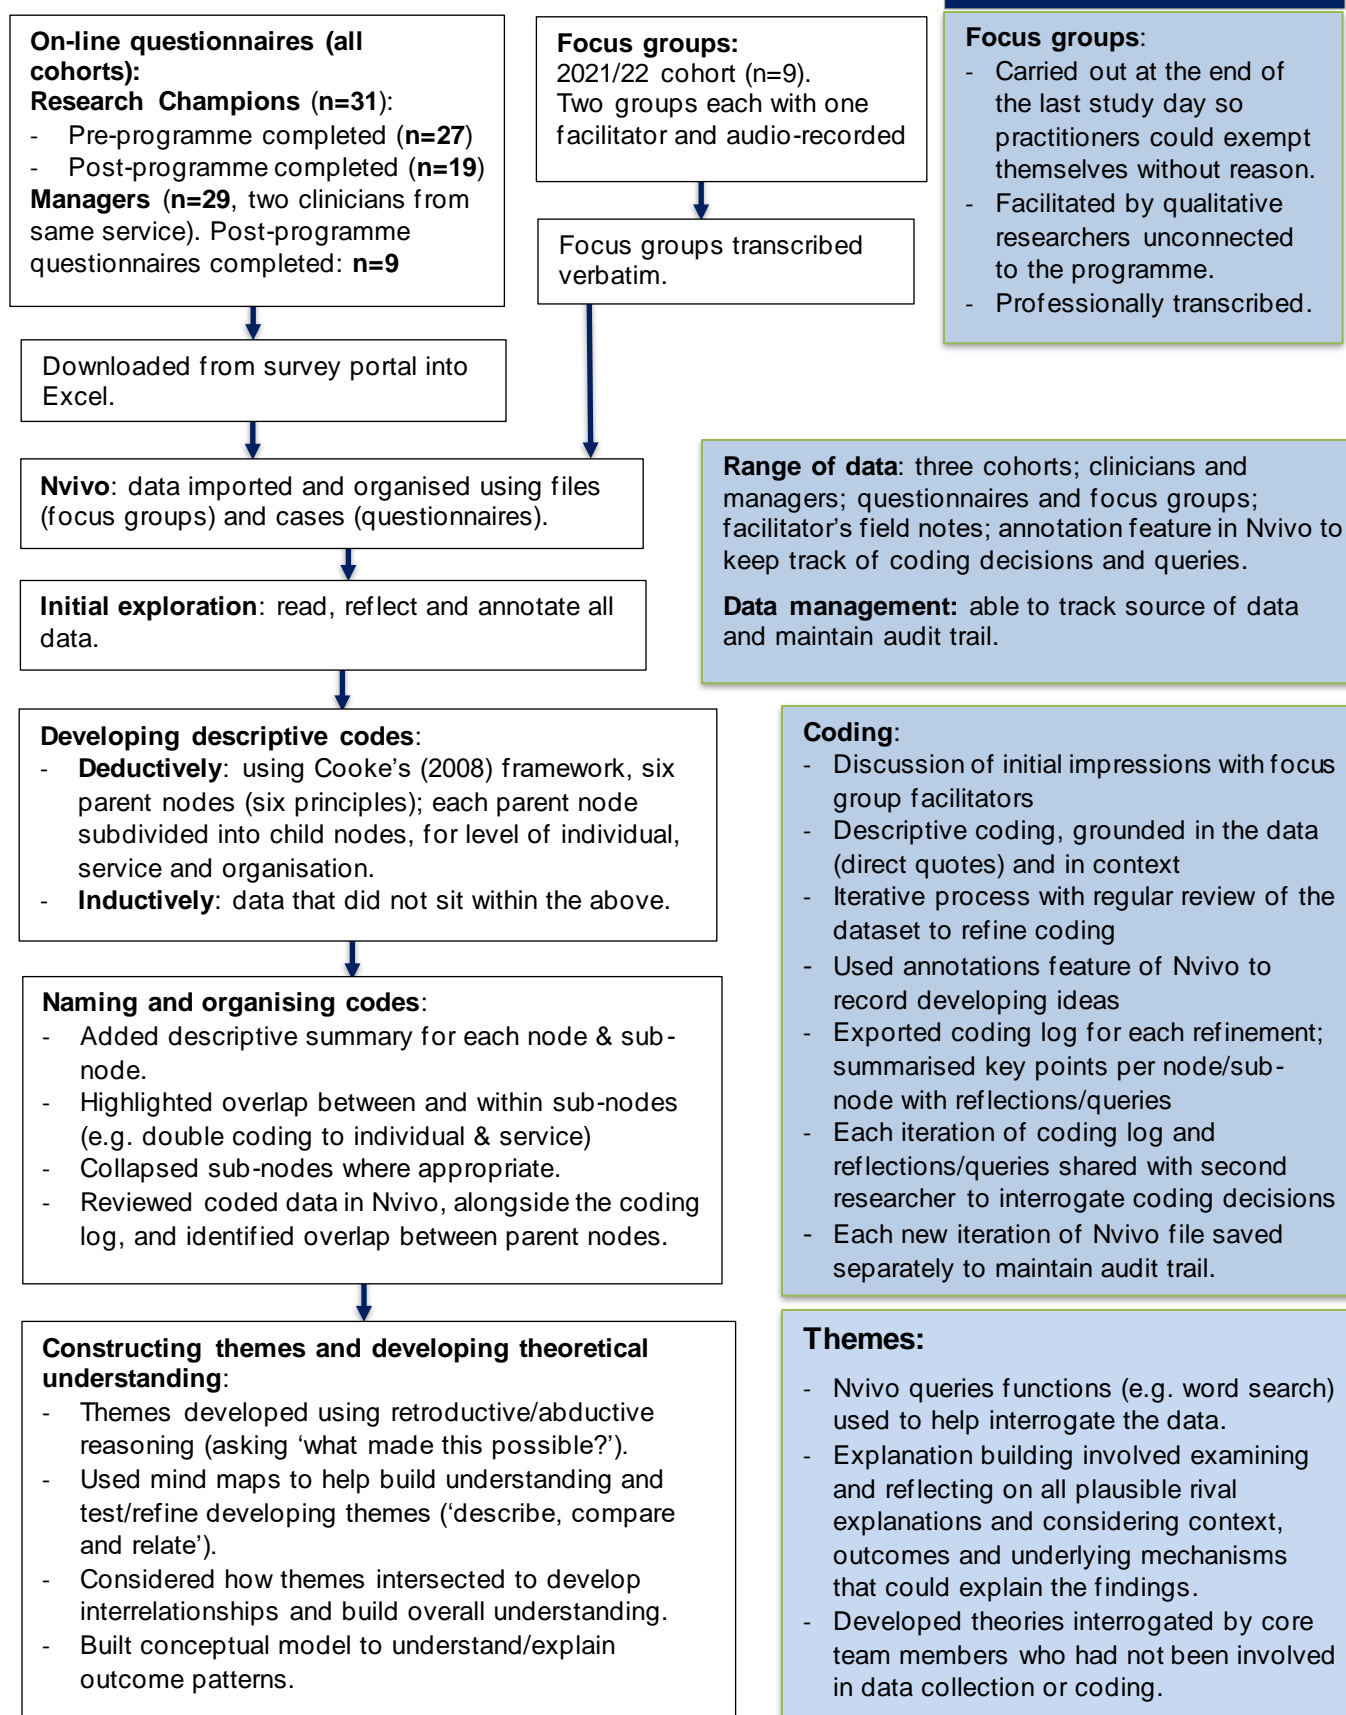 On-line questionnaires (all
cohorts):
Research Champions (n=31):
- Pre-programme completed (n=27)
- Post-programme completed (n=19)
Managers (n=29, two clinicians from
same service). Post-programme
questionnaires completed: n=9
Focus groups:
2021/22 cohort (n=9).
Two groups each with one
facilitator and audio-recorded
Focus groups:
- Carried out at the end of
the last study day so
practitioners could exempt
themselves without reason.
- Facilitated by qualitative
researchers unconnected
to the programme.
- Professionally transcribed.
Focus groups transcribed
verbatim.
Downloaded from survey portal into
Excel.
Nvivo: data imported and organised using files
(focus groups) and cases (questionnaires).
Range of data: three cohorts; clinicians and
managers; questionnaires and focus groups;
facilitator's field notes; annotation feature in Nvivo to
keep track of coding decisions and queries.
Data management: able to track source of data
and maintain audit trail.
Initial exploration: read, reflect and annotate all
data.
Developing descriptive codes:
- Deductively: using Cooke's (2008) framework, six
parent nodes (six principles); each parent node
subdivided into child nodes, for level of individual,
service and organisation.
- Inductively: data that did not sit within the above.
Coding:
- Discussion of initial impressions with focus
group facilitators
- Descriptive coding, grounded in the data
(direct quotes) and in context
- Iterative process with regular review of the
dataset to refine coding
- Used annotations feature of Nvivo to
record developing ideas
- Exported coding log for each refinement;
summarised key points per node/sub-
node with reflections/queries
- Each iteration of coding log and
reflections/queries shared with second
researcher to interrogate coding decisions
- Each new iteration of Nvivo file saved
separately to maintain audit trail.
Naming and organising codes:
- Added descriptive summary for each node & sub-
node.
- Highlighted overlap between and within sub-nodes
(e.g. double coding to individual & service)
- Collapsed sub-nodes where appropriate.
- Reviewed coded data in Nvivo, alongside the coding
log, and identified overlap between parent nodes.
Constructing themes and developing theoretical
understanding:
- Themes developed using retroductive/abductive
reasoning (asking 'what made this possible?').
- Used mind maps to help build understanding and
test/refine developing themes ('describe, compare
and relate').
- Considered how themes intersected to develop
interrelationships and build overall understanding.
- Built conceptual model to understand/explain
outcome patterns.
Themes:
- Nvivo queries functions (e.g. word search)
used to help interrogate the data.
- Explanation building involved examining
and reflecting on all plausible rival
explanations and considering context,
outcomes and underlying mechanisms
that could explain the findings.
- Developed theories interrogated by core
team members who had not been involved
in data collection or coding.